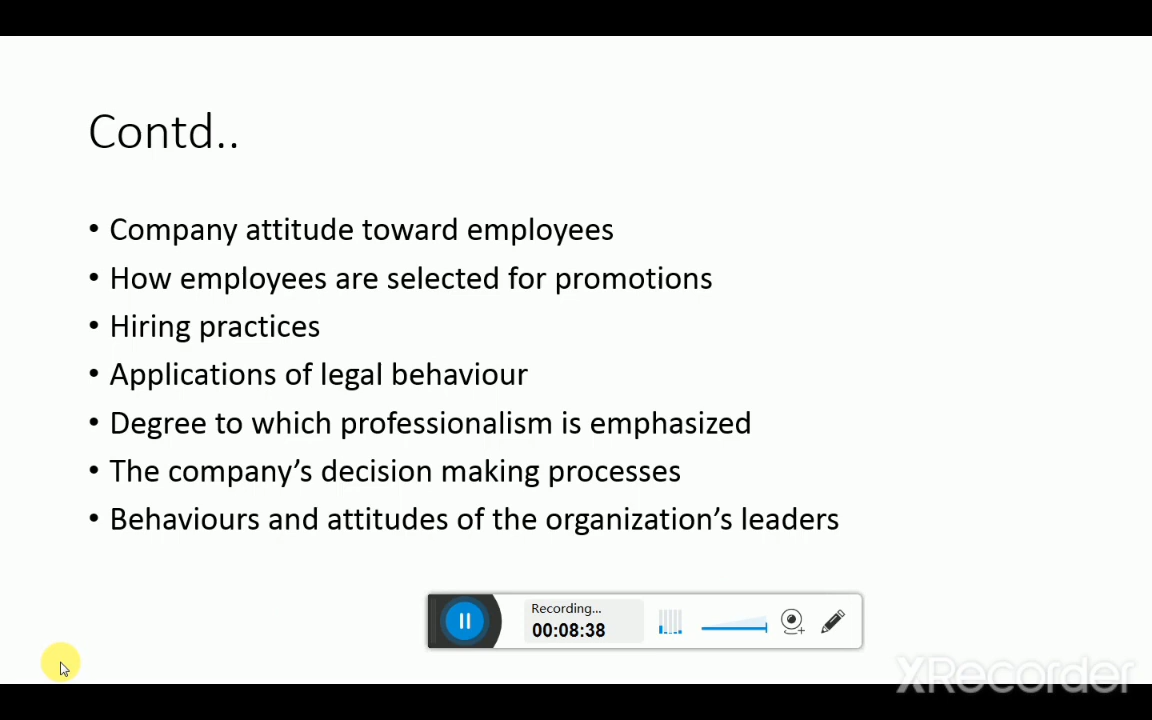 Contd..
• Company attitude toward employees
• How employees are selected for promotions
• Hiring practices
• Applications of legal behaviour
• Degree to which professionalism is emphasized
• The company’s decision making processes
• Behaviours and attitudes of the organization’s leaders
Recording...
00:08:38
XRecorder